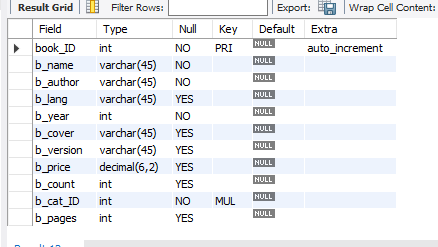 Result Grid Filter Rows: Export: Wrap Cell Content:
Field Type Null Key Default Extra
book_ID int NO PRI NULL auto_increment
b_name varchar(45) NO NULL
b_author varchar(45) NO NULL
b_lang varchar(45) YES NULL
b_year int NO NULL
b_cover varchar(45) YES NULL
b_version varchar(45) YES NULL
b_price decimal(6,2) YES NULL
b_count int YES NULL
b_cat_ID int NO MUL NULL
b_pages int YES NULL